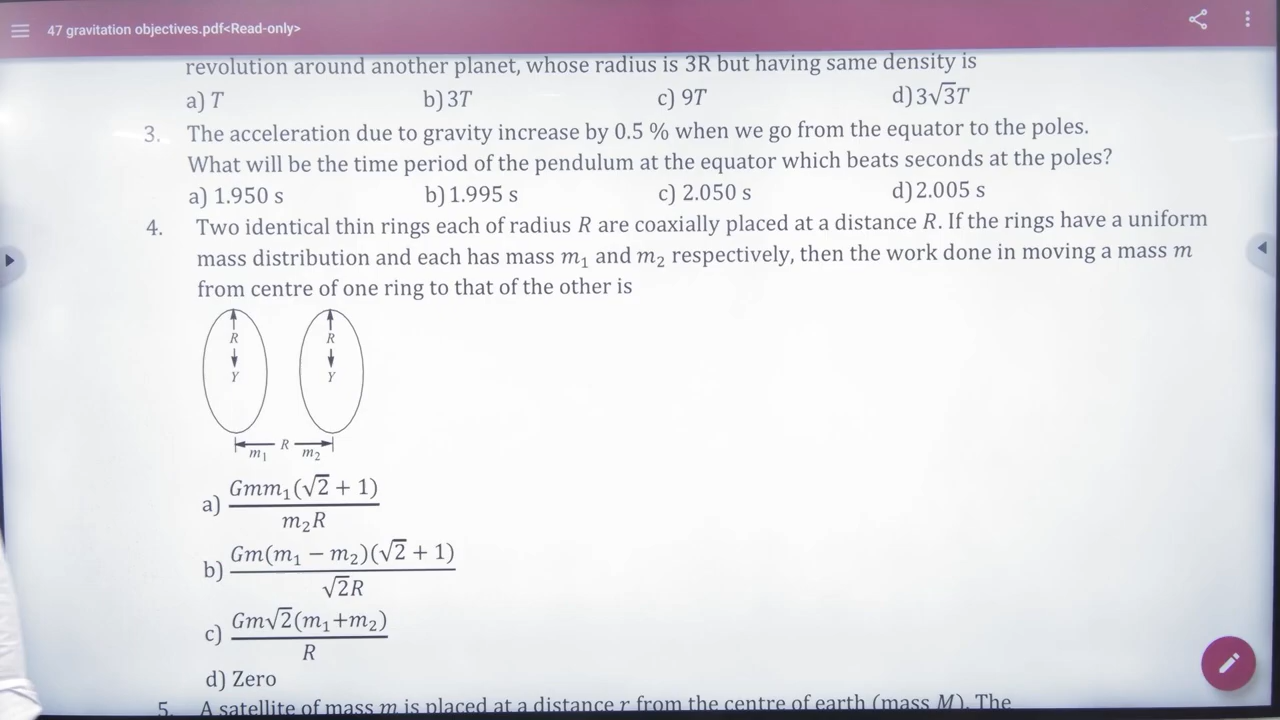 47 gravitation objectives.pdf<Read-only>
revolution around another planet, whose radius is 3R but having same density is
a) T b) 3T c) 9T d) 3√3T
3. The acceleration due to gravity increase by 0.5 % when we go from the equator to the poles.
What will be the time period of the pendulum at the equator which beats seconds at the poles?
a) 1.950 s b) 1.995 s c) 2.050 s d) 2.005 s
4. Two identical thin rings each of radius R are coaxially placed at a distance R. If the rings have a uniform
mass distribution and each has mass m₁ and m₂ respectively, then the work done in moving a mass m
from centre of one ring to that of the other is
R R
Y Y
R
m₁ m₂
a) Gmm₁(√2 + 1)
m₂R
b) Gm(m₁ − m₂)(√2 + 1)
√2R
c) Gm√2(m₁+m₂)
R
d) Zero
5. A satellite of mass m is placed at a distance r from the centre of earth (mass M). The